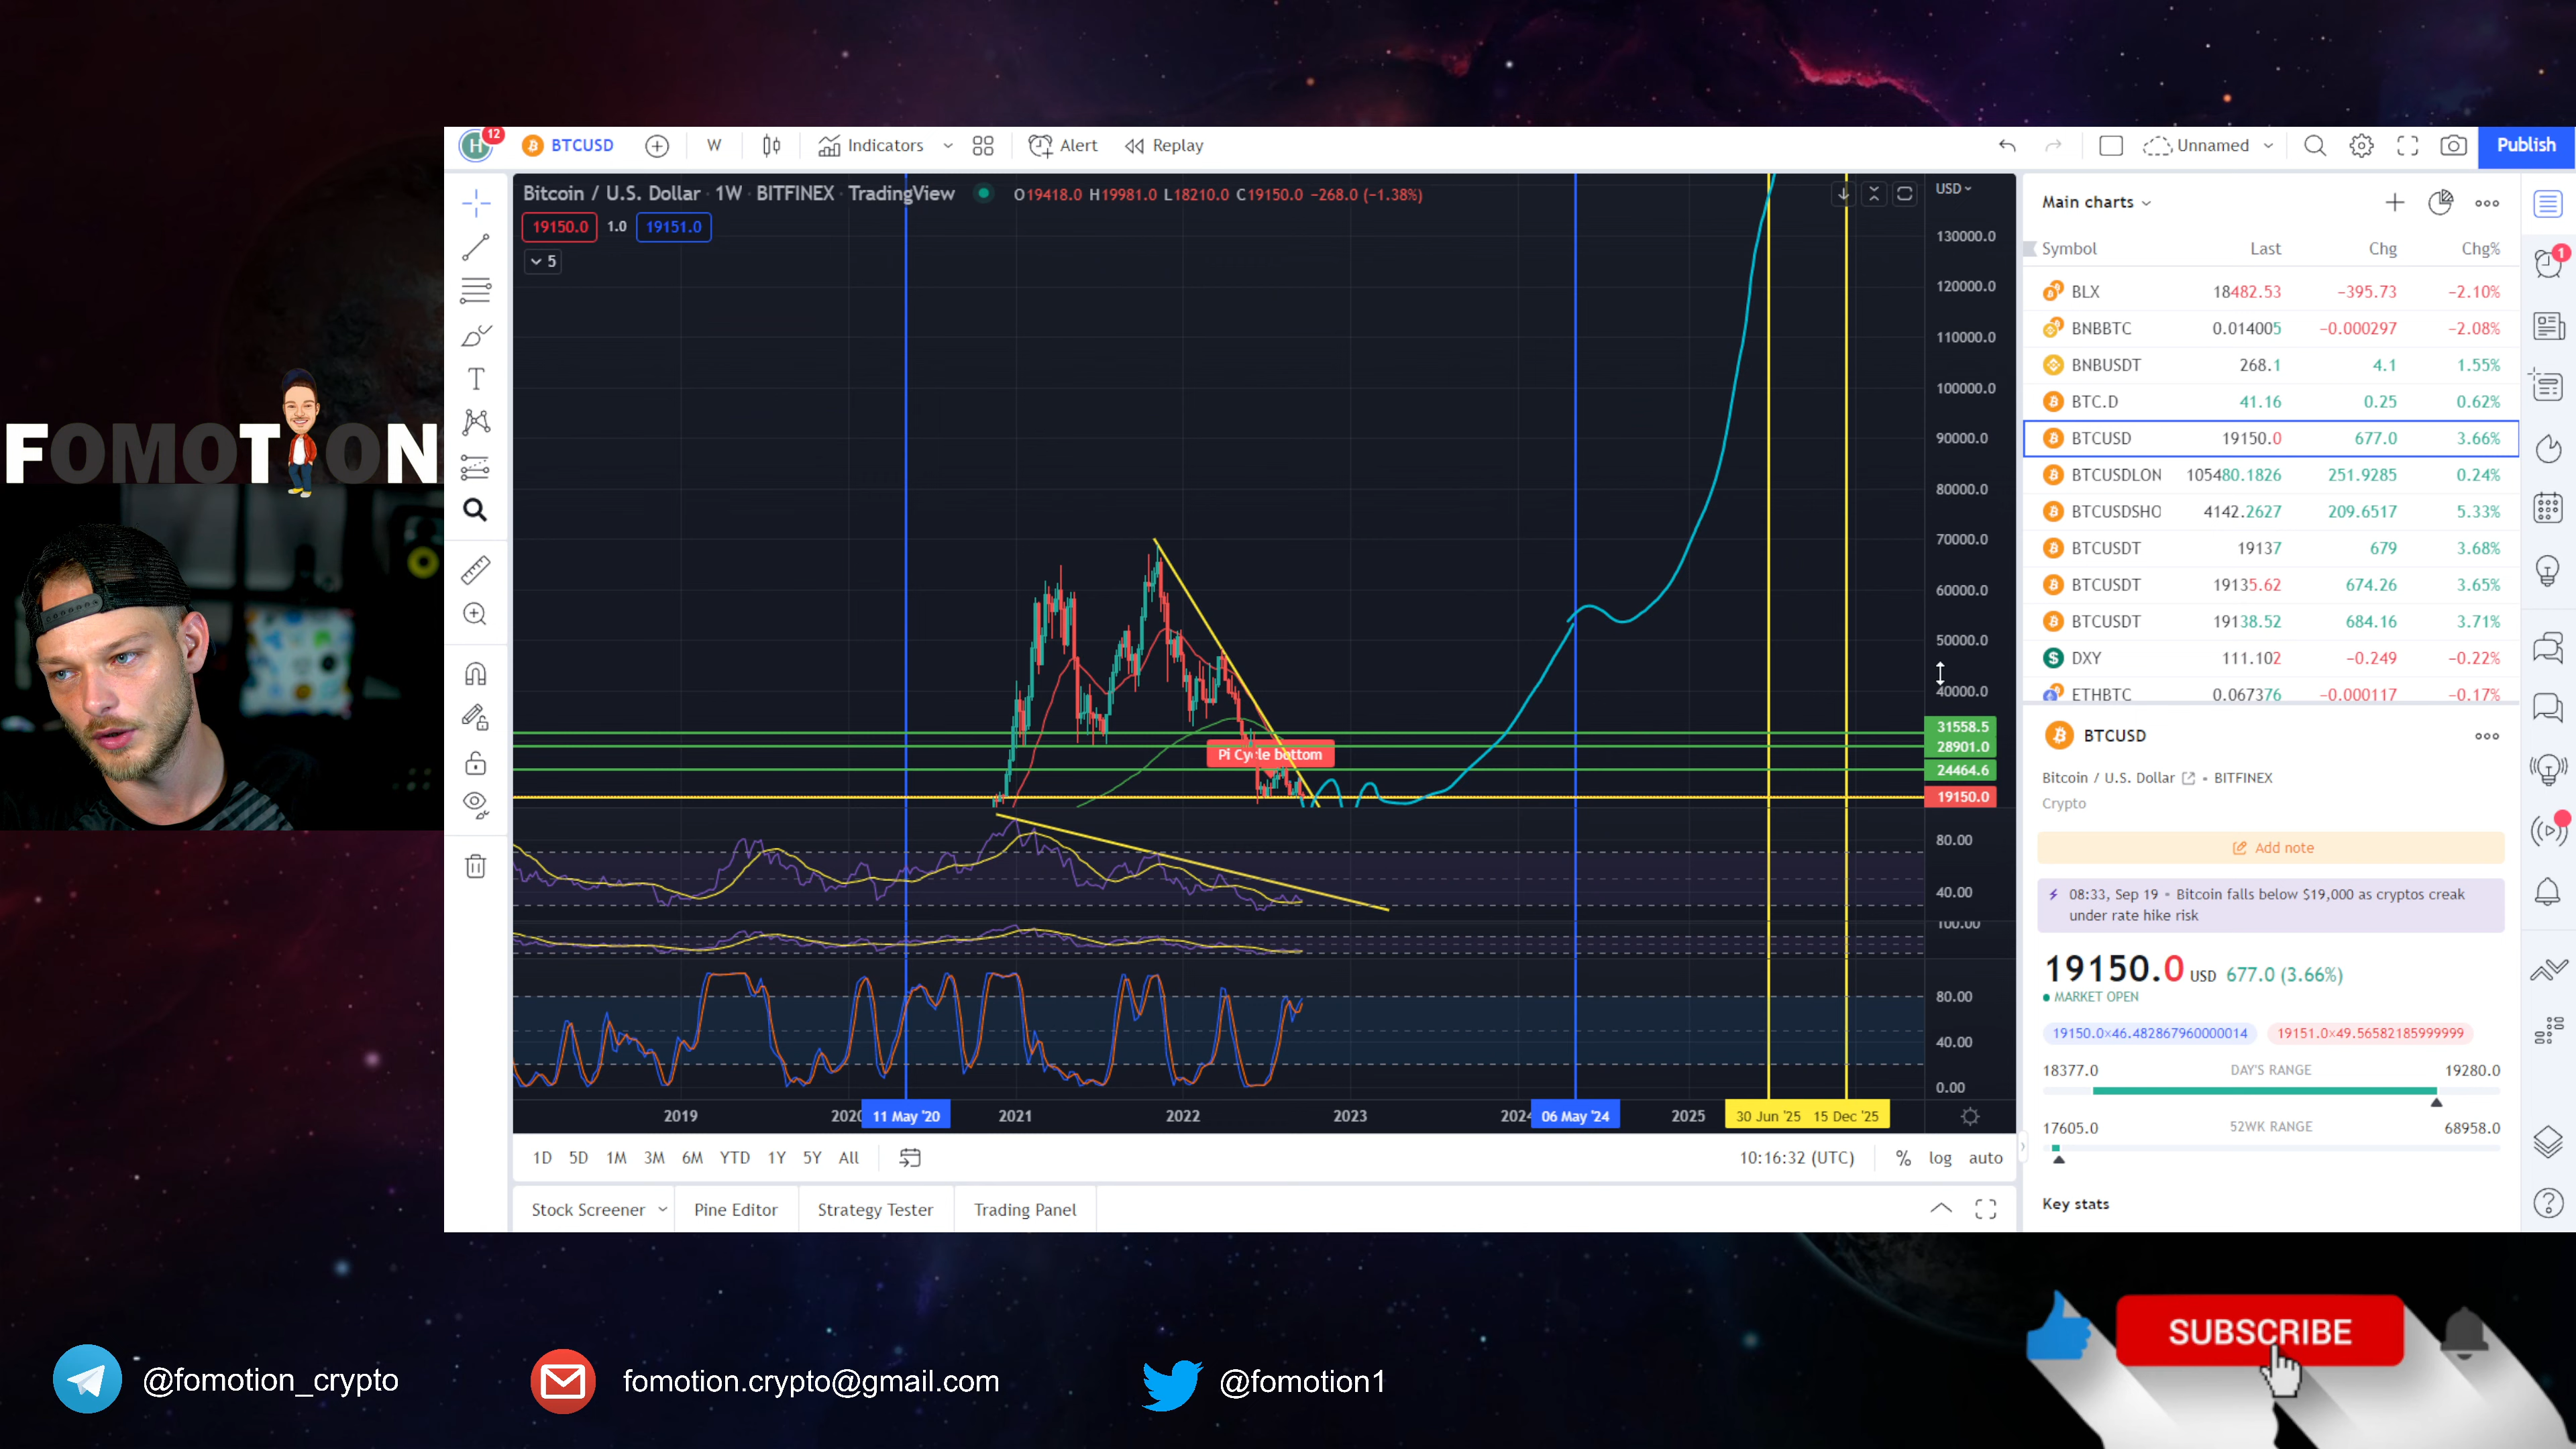 FOMOTION
H 12 BTCUSD W Indicators Alert Replay Unnamed Publish
Bitcoin / U.S. Dollar · 1W · BITFINEX · TradingView O19418.0 H19981.0 L18210.0 C19150.0 −268.0 (−1.38%)
19150.0 1.0 19151.0
5
USD
130000.0
120000.0
110000.0
100000.0
90000.0
80000.0
70000.0
60000.0
50000.0
40000.0
31558.5
28901.0
24464.6
19150.0
Pi Cycle bottom
80.00
40.00
100.00
80.00
40.00
0.00
2019 2020 11 May '20 2021 2022 2023 2024 06 May '24 2025 30 Jun '25 15 Dec '25
1D 5D 1M 3M 6M YTD 1Y 5Y All 10:16:32 (UTC) % log auto
Stock Screener Pine Editor Strategy Tester Trading Panel
Main charts
Symbol Last Chg Chg%
BLX 18482.53 −395.73 −2.10%
BNBBTC 0.014005 −0.000297 −2.08%
BNBUSDT 268.1 4.1 1.55%
BTC.D 41.16 0.25 0.62%
BTCUSD 19150.0 677.0 3.66%
BTCUSDLON 105480.1826 251.9285 0.24%
BTCUSDSHO 4142.2627 209.6517 5.33%
BTCUSDT 19137 679 3.68%
BTCUSDT 19135.62 674.26 3.65%
BTCUSDT 19138.52 684.16 3.71%
DXY 111.102 −0.249 −0.22%
ETHBTC 0.067376 −0.000117 −0.17%
BTCUSD
Bitcoin / U.S. Dollar • BITFINEX
Crypto
Add note
08:33, Sep 19 • Bitcoin falls below $19,000 as cryptos creak
under rate hike risk
19150.0 USD 677.0 (3.66%)
MARKET OPEN
19150.0×46.482867960000014 19151.0×49.56582185999999
18377.0 DAY'S RANGE 19280.0
17605.0 52WK RANGE 68958.0
Key stats
1
@fomotion_crypto
fomotion.crypto@gmail.com
@fomotion1
SUBSCRIBE